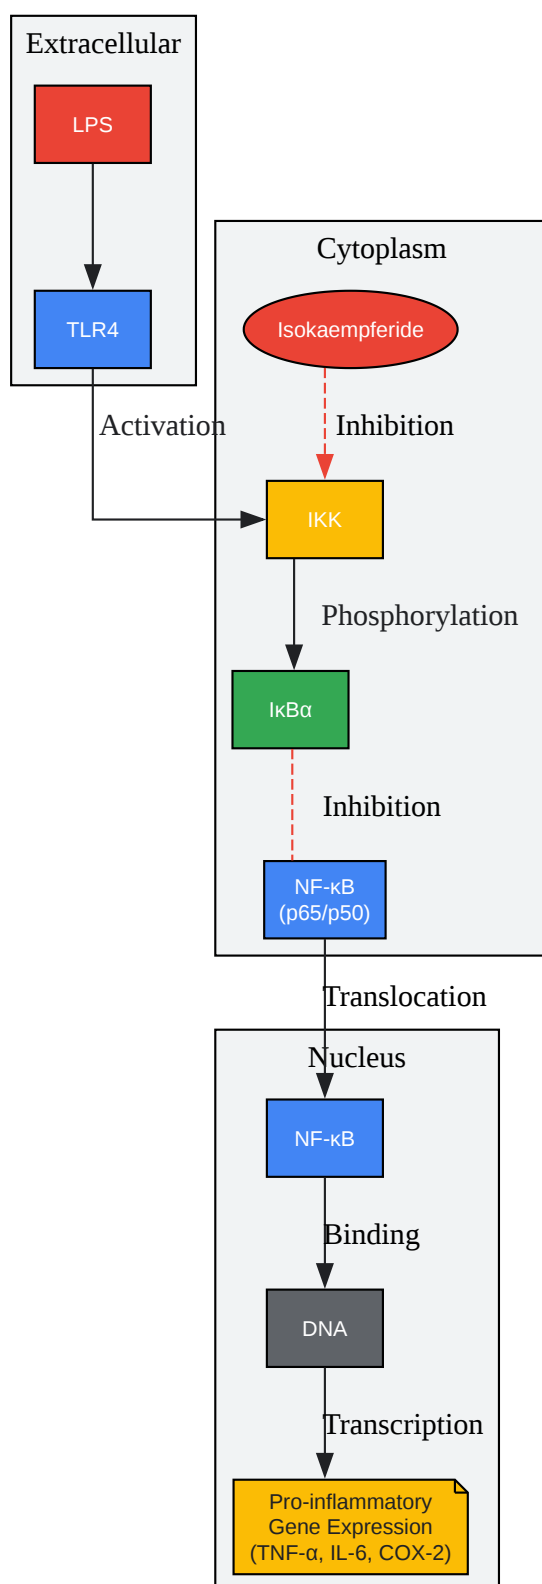 Extracellular
LPS
TLR4
Activation
Cytoplasm
Isokaempferide
Inhibition
IKK
Phosphorylation
IκBα
Inhibition
NF-κB
(p65/p50)
Translocation
Nucleus
NF-κB
Binding
DNA
Transcription
Pro-inflammatory
Gene Expression
(TNF-α, IL-6, COX-2)